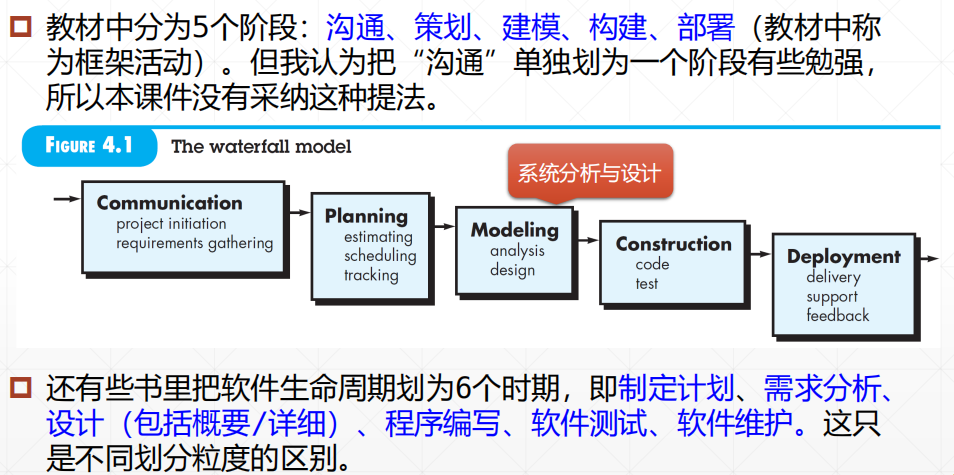 教材中分为5个阶段：沟通、策划、建模、构建、部署（教材中称
为框架活动）。但我认为把“沟通”单独划为一个阶段有些勉强，
所以本课件没有采纳这种提法。
FIGURE 4.1 The waterfall model
系统分析与设计
Communication
project initiation
requirements gathering
Planning
estimating
scheduling
tracking
Modeling
analysis
design
Construction
code
test
Deployment
delivery
support
feedback
还有些书里把软件生命周期划为6个时期，即制定计划、需求分析、
设计（包括概要/详细）、程序编写、软件测试、软件维护。这只
是不同划分粒度的区别。